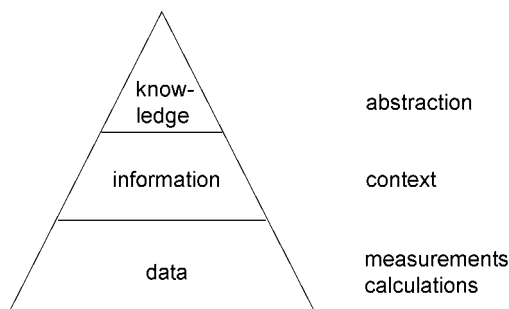 know-
ledge
abstraction
information
context
data
measurements
calculations